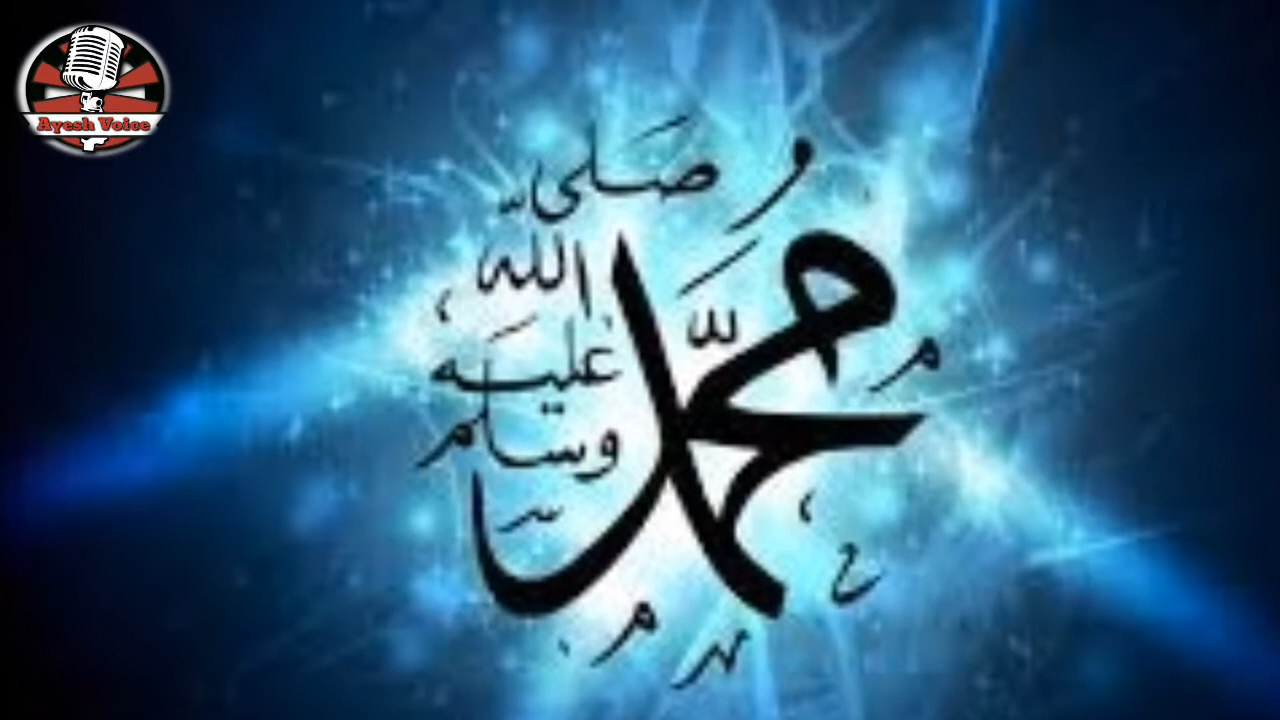 Ayesh Voice
محمد
صلى
الله
عليه
وسلم